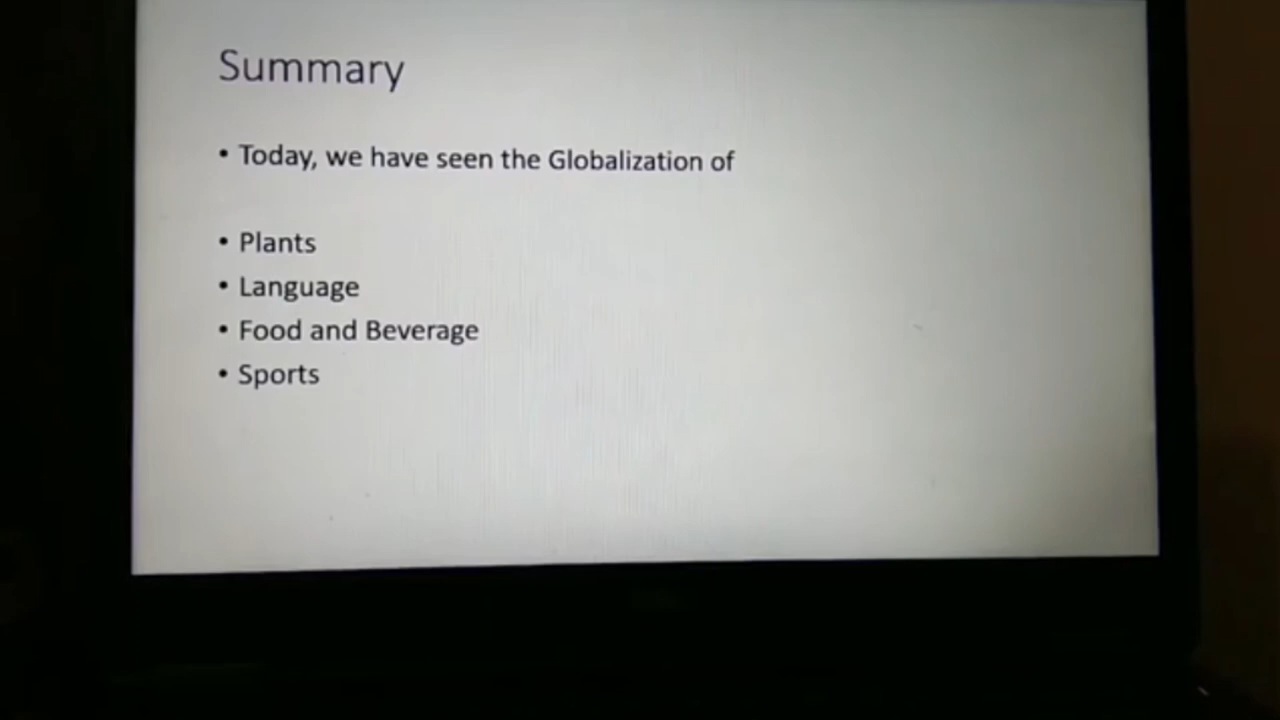 Summary
• Today, we have seen the Globalization of
• Plants
• Language
• Food and Beverage
• Sports